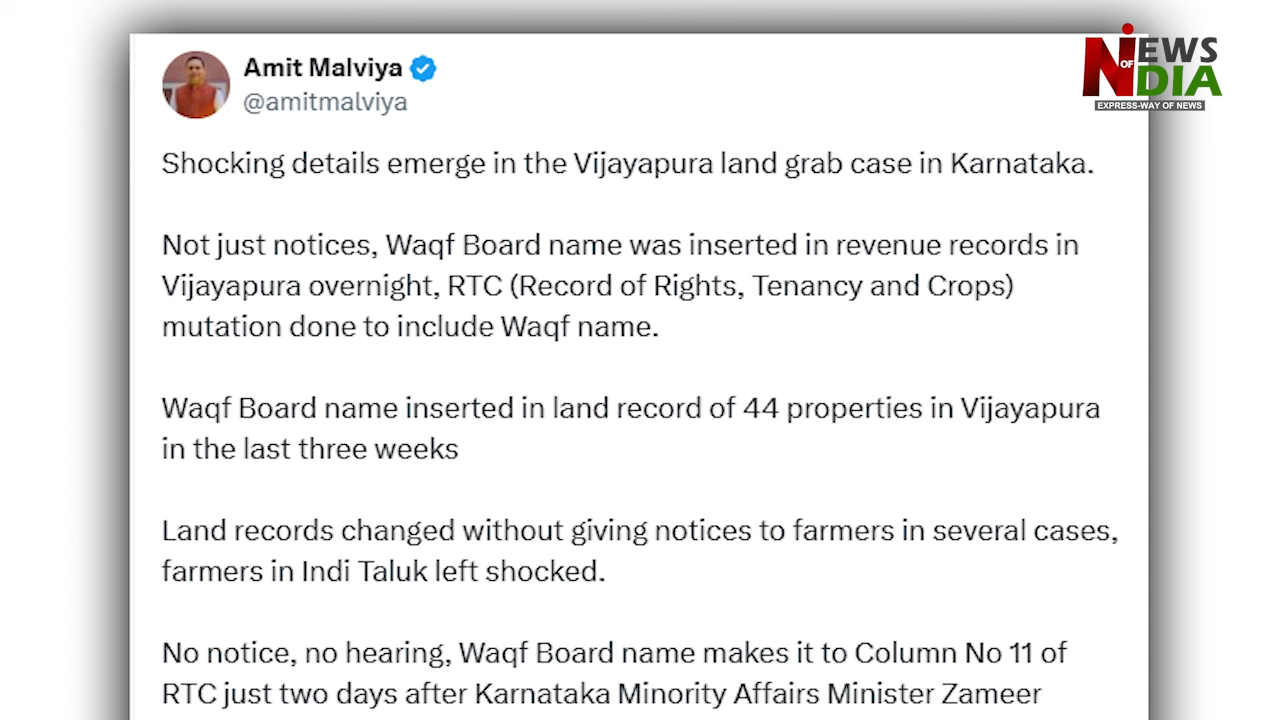 Amit Malviya
@amitmalviya
NEWS
OF
INDIA
EXPRESS-WAY OF NEWS
Shocking details emerge in the Vijayapura land grab case in Karnataka.
Not just notices, Waqf Board name was inserted in revenue records in
Vijayapura overnight, RTC (Record of Rights, Tenancy and Crops)
mutation done to include Waqf name.
Waqf Board name inserted in land record of 44 properties in Vijayapura
in the last three weeks
Land records changed without giving notices to farmers in several cases,
farmers in Indi Taluk left shocked.
No notice, no hearing, Waqf Board name makes it to Column No 11 of
RTC just two days after Karnataka Minority Affairs Minister Zameer